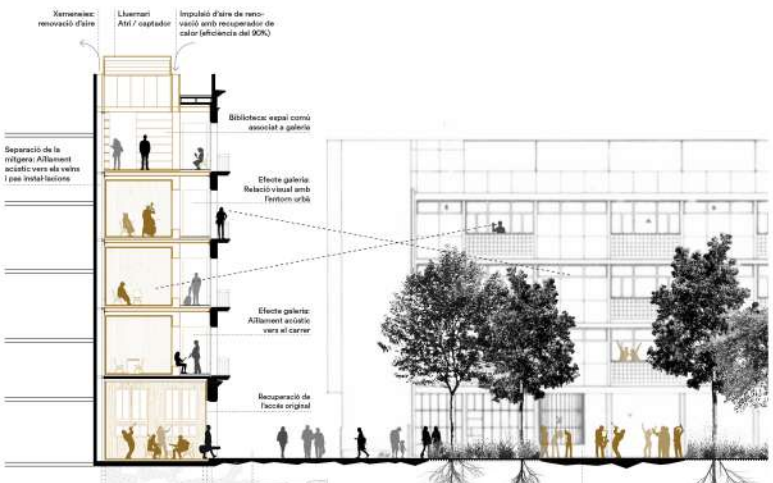 Xemeneies:
renovació d'aire
Lluernari
Atri / captador
Impulsió d'aire de reno-
vació amb recuperador de
calor (eficiència del 90%)
Biblioteca: espai comú
associat a galeria
Separació de la
mitgera: Aïllament
acústic vers els veïns
i pas instal·lacions
Efecte galeria:
Relació visual amb
l'entorn urbà
Efecte galeria:
Aïllament acústic
vers el carrer
Recuperació de
l'accés original